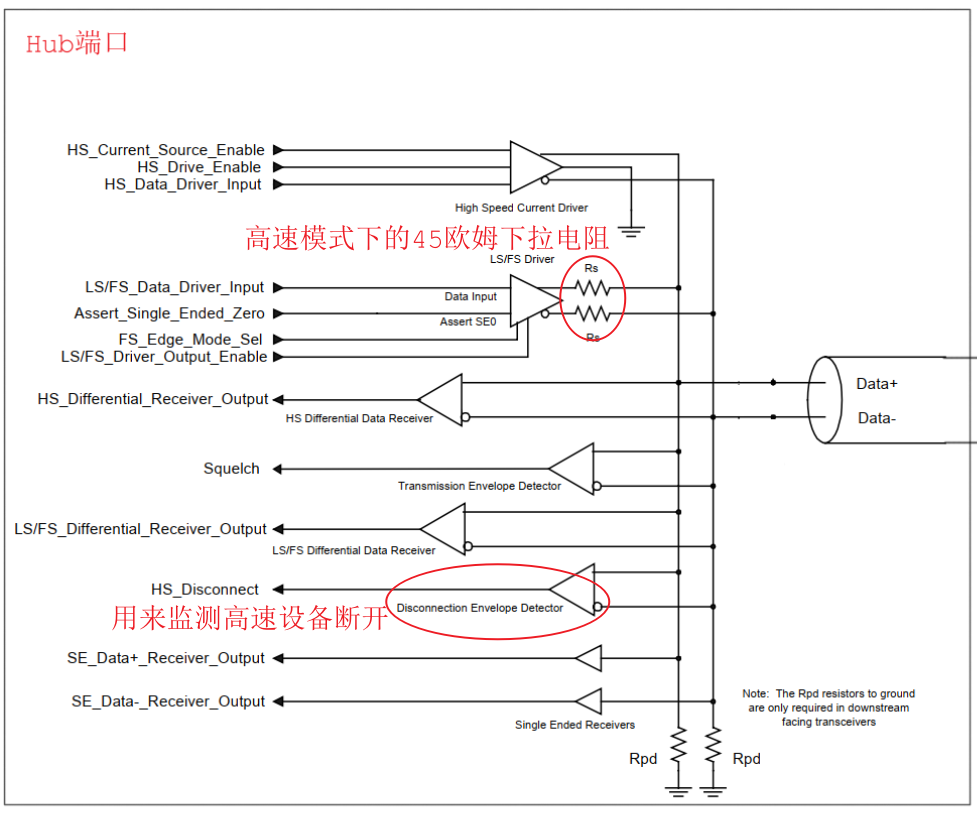 Hub端口
HS_Current_Source_Enable
HS_Drive_Enable
HS_Data_Driver_Input
High Speed Current Driver
高速模式下的45欧姆下拉电阻
LS/FS Driver
Rs
LS/FS_Data_Driver_Input
Data Input
Assert_Single_Ended_Zero
Assert SE0
FS_Edge_Mode_Sel
Rs
LS/FS_Driver_Output_Enable
Data+
HS_Differential_Receiver_Output
HS Differential Data Receiver
Data-
Squelch
Transmission Envelope Detector
LS/FS_Differential_Receiver_Output
LS/FS Differential Data Receiver
HS_Disconnect
Disconnection Envelope Detector
用来监测高速设备断开
SE_Data+_Receiver_Output
SE_Data-_Receiver_Output
Single Ended Receivers
Note: The Rpd resistors to ground
are only required in downstream
facing transceivers
Rpd
Rpd